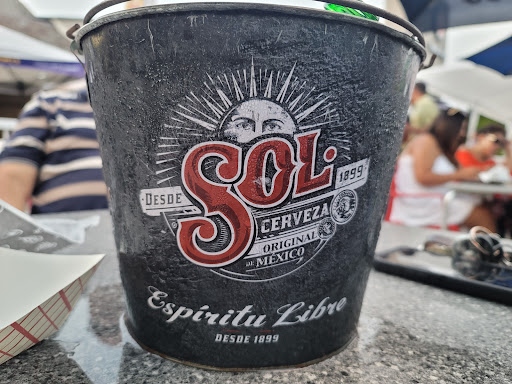 DESDE SOL. 1899
CERVEZA
ORIGINAL
DE MÉXICO
Espíritu Libre
DESDE 1899